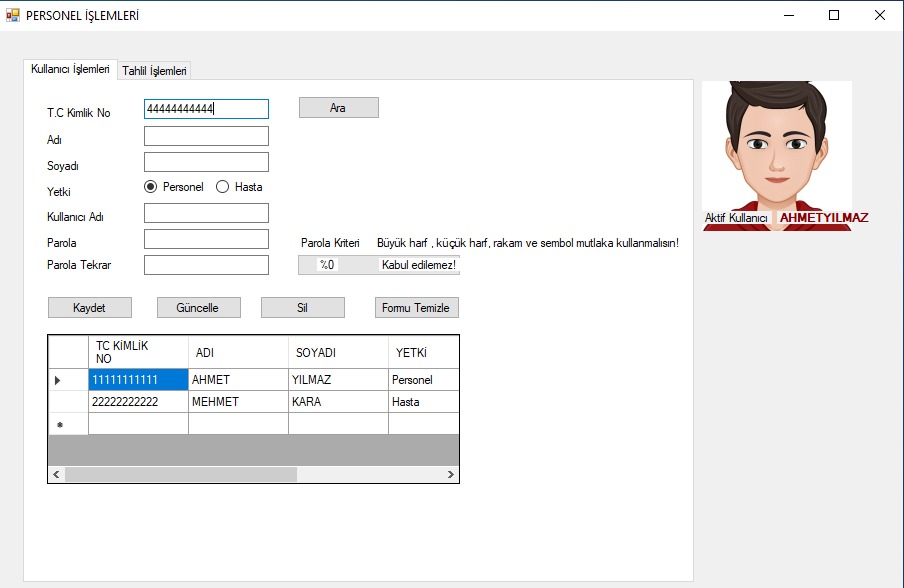 PERSONEL İŞLEMLERİ
Kullanıcı İşlemleri Tahlil İşlemleri
T.C Kimlik No 44444444444 Ara
Adı
Soyadı
Yetki Personel Hasta
Kullanıcı Adı
Aktif Kullanıcı AHMETYILMAZ
Parola Parola Kriteri Büyük harf , küçük harf, rakam ve sembol mutlaka kullanmalısın!
Parola Tekrar %0 Kabul edilemez!
Kaydet Güncelle Sil Formu Temizle
TC KİMLİK
NO ADI SOYADI YETKİ
11111111111 AHMET YILMAZ Personel
22222222222 MEHMET KARA Hasta